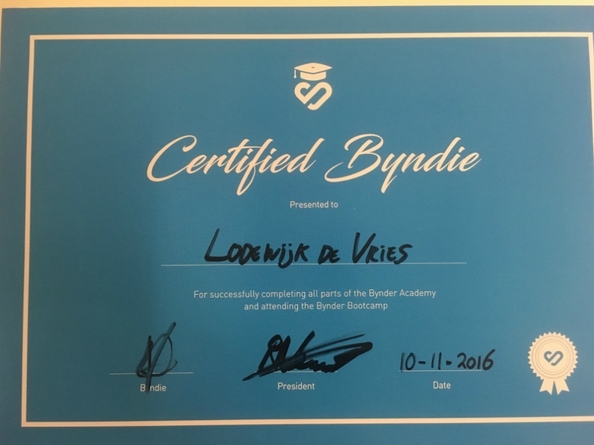 Certified Byndie
Presented to
LODEWIJK DE VRIES
For successfully completing all parts of the Bynder Academy
and attending the Bynder Bootcamp
10-11-2016
Byndie President Date